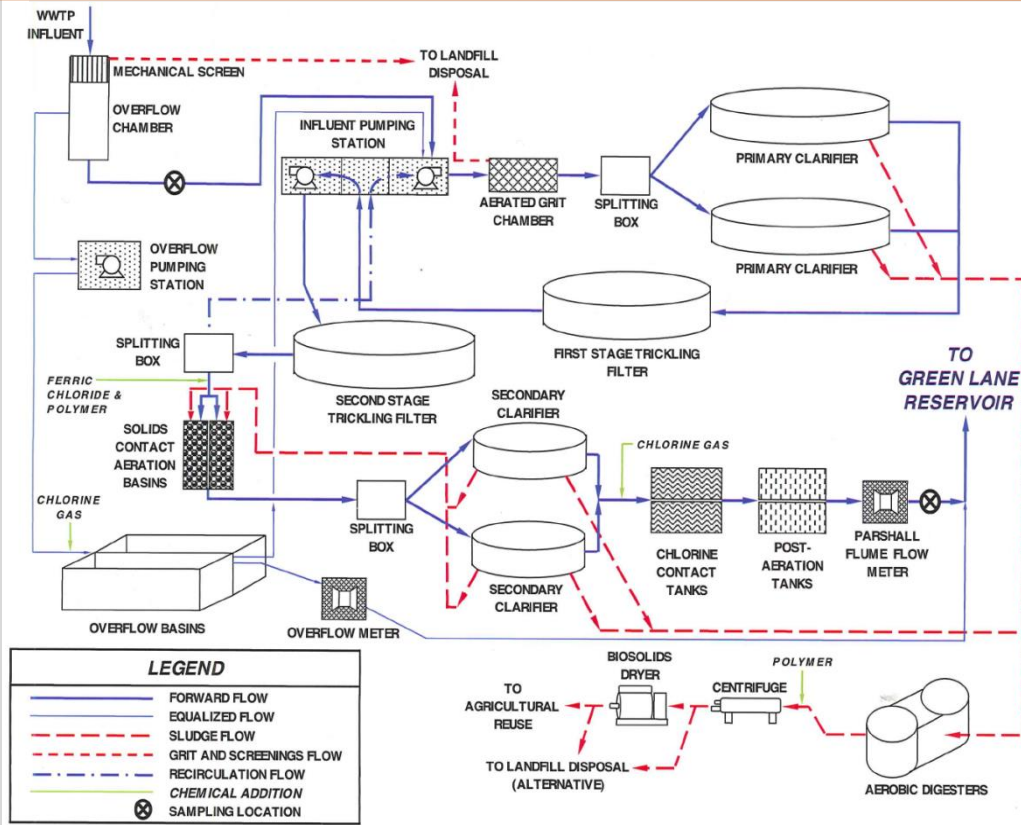 WWTP
INFLUENT
MECHANICAL SCREEN
OVERFLOW
CHAMBER
TO LANDFILL
DISPOSAL
INFLUENT PUMPING
STATION
AERATED GRIT
CHAMBER
SPLITTING
BOX
PRIMARY CLARIFIER
PRIMARY CLARIFIER
OVERFLOW
PUMPING
STATION
SPLITTING
BOX
FERRIC
CHLORIDE &
POLYMER
SECOND STAGE
TRICKLING FILTER
FIRST STAGE TRICKLING
FILTER
TO
GREEN LANE
RESERVOIR
SOLIDS
CONTACT
AERATION
BASINS
SECONDARY
CLARIFIER
CHLORINE GAS
CHLORINE
GAS
SPLITTING
BOX
SECONDARY
CLARIFIER
CHLORINE
CONTACT
TANKS
POST-
AERATION
TANKS
PARSHALL
FLUME FLOW
METER
OVERFLOW BASINS
OVERFLOW METER
LEGEND
FORWARD FLOW
EQUALIZED FLOW
SLUDGE FLOW
GRIT AND SCREENINGS FLOW
RECIRCULATION FLOW
CHEMICAL ADDITION
SAMPLING LOCATION
TO
AGRICULTURAL
REUSE
BIOSOLIDS
DRYER
CENTRIFUGE
POLYMER
TO LANDFILL DISPOSAL
(ALTERNATIVE)
AEROBIC DIGESTERS